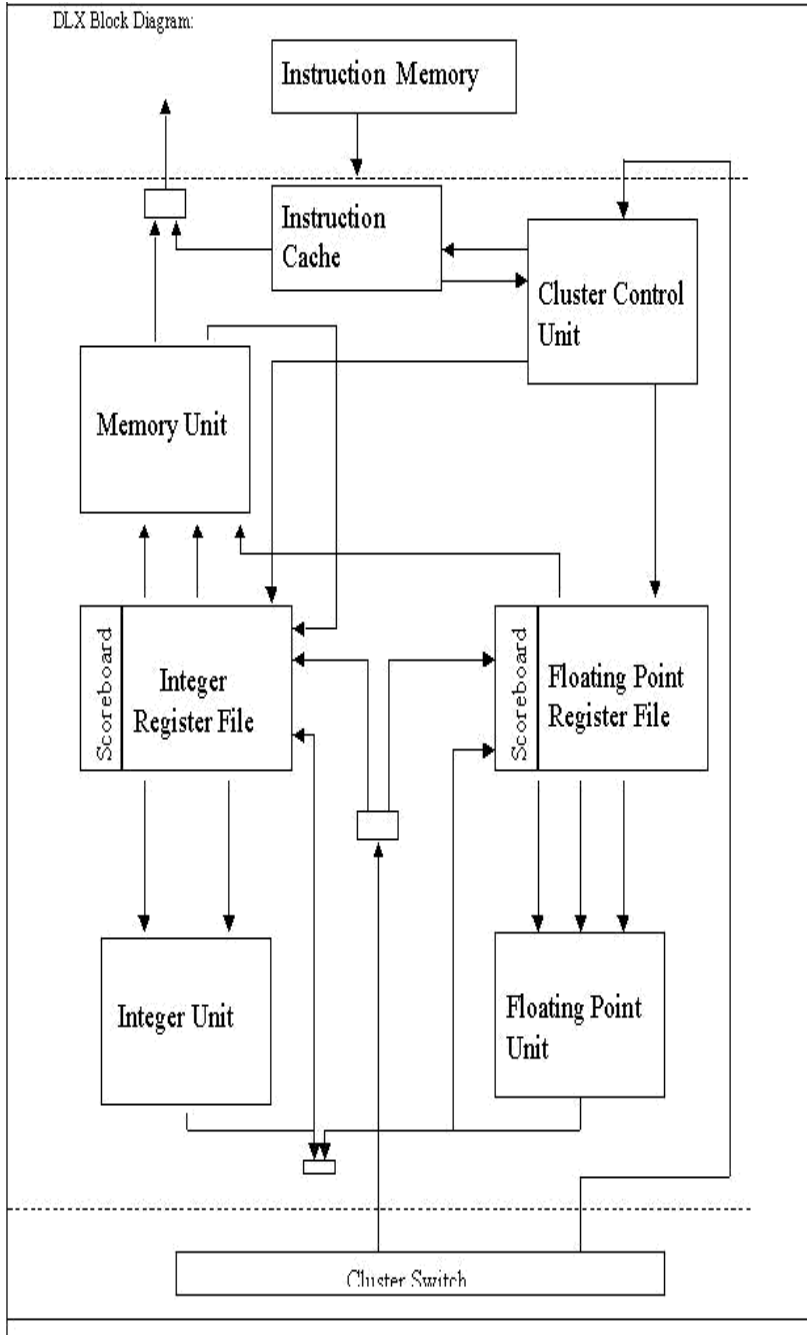 DLX Block Diagram:
Instruction Memory
Instruction
Cache
Cluster Control
Unit
Memory Unit
Scoreboard
Integer
Register File
Scoreboard
Floating Point
Register File
Integer Unit
Floating Point
Unit
Cluster Switch